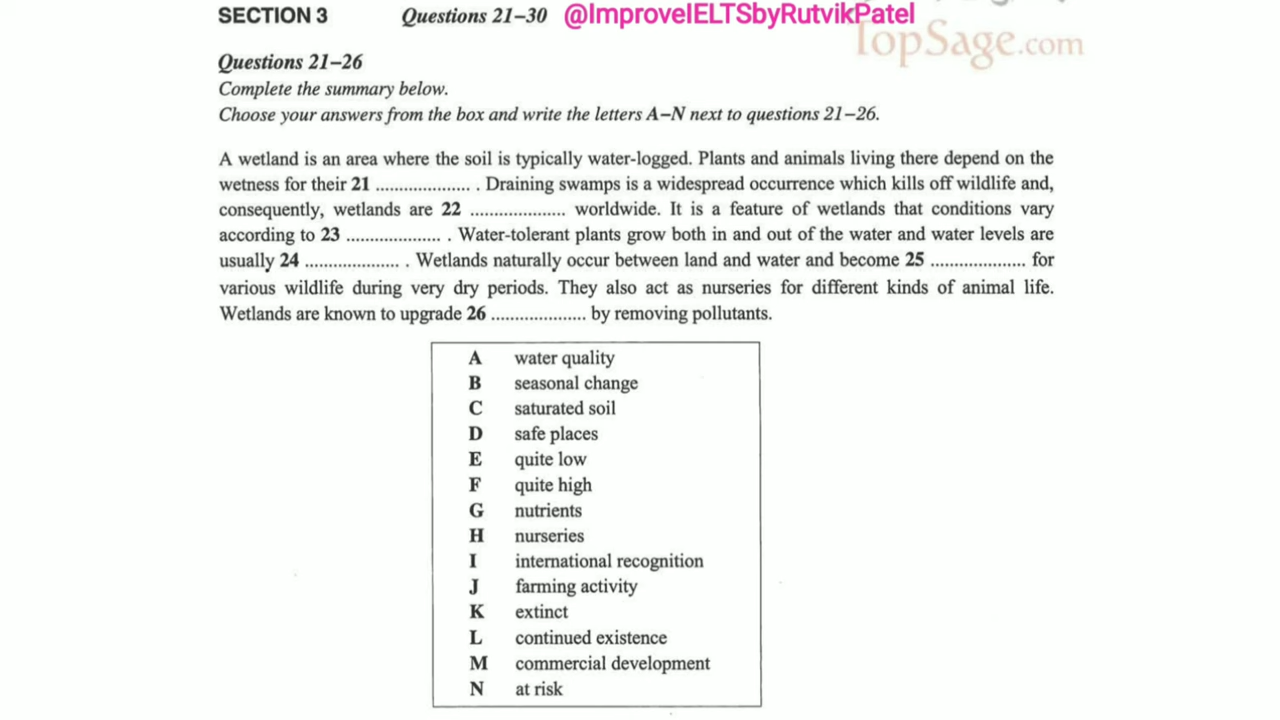 SECTION 3 Questions 21–30 @ImproveIELTSbyRutvikPatel
TopSage.com
Questions 21–26
Complete the summary below.
Choose your answers from the box and write the letters A–N next to questions 21–26.
A wetland is an area where the soil is typically water-logged. Plants and animals living there depend on the
wetness for their 21 .................... . Draining swamps is a widespread occurrence which kills off wildlife and,
consequently, wetlands are 22 .................... worldwide. It is a feature of wetlands that conditions vary
according to 23 .................... . Water-tolerant plants grow both in and out of the water and water levels are
usually 24 .................... . Wetlands naturally occur between land and water and become 25 .................... for
various wildlife during very dry periods. They also act as nurseries for different kinds of animal life.
Wetlands are known to upgrade 26 .................... by removing pollutants.
A water quality
B seasonal change
C saturated soil
D safe places
E quite low
F quite high
G nutrients
H nurseries
I international recognition
J farming activity
K extinct
L continued existence
M commercial development
N at risk